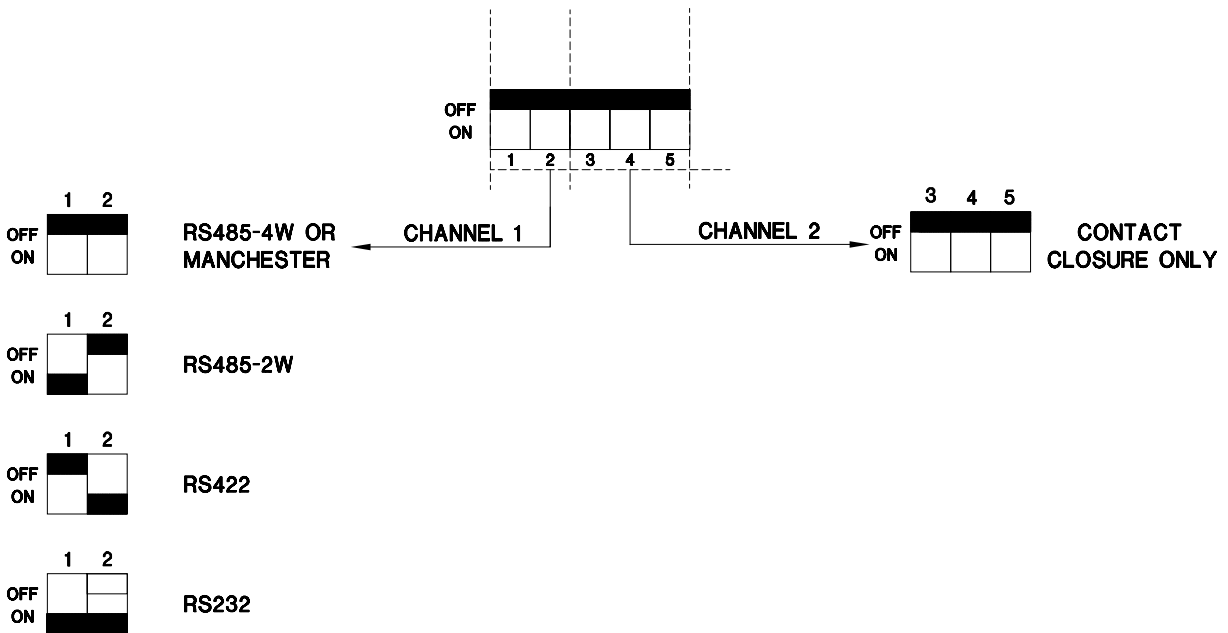 OFF
ON
1 2 3 4 5
1 2
OFF
ON
RS485-4W OR
MANCHESTER
CHANNEL 1
CHANNEL 2
3 4 5
OFF
ON
CONTACT
CLOSURE ONLY
1 2
OFF
ON
RS485-2W
1 2
OFF
ON
RS422
1 2
OFF
ON
RS232